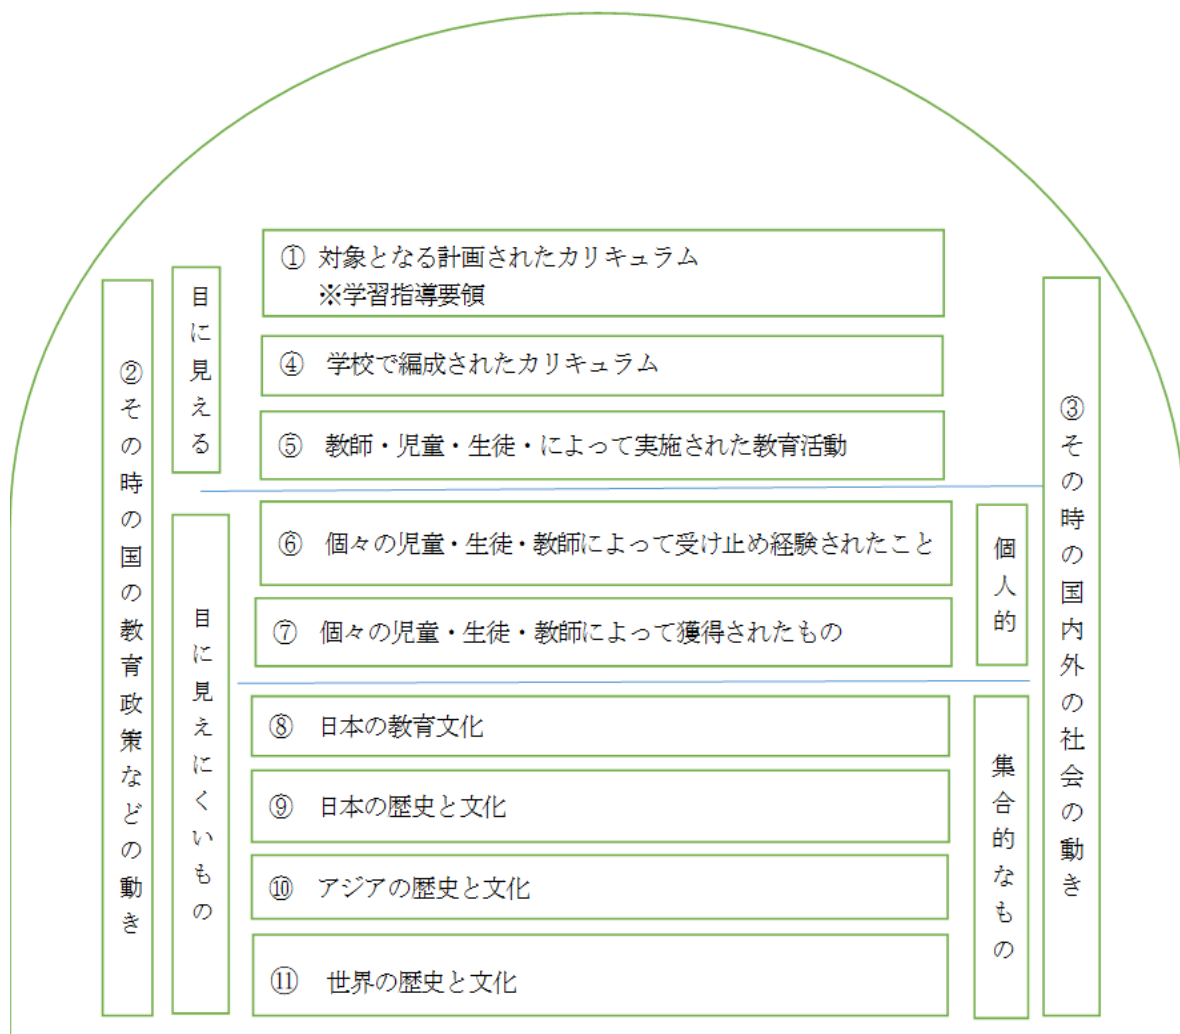 ① 対象となる計画されたカリキュラム
※学習指導要領
目に見える
④ 学校で編成されたカリキュラム
②その時の国の教育政策などの動き
③その時の国内外の社会の動き
⑤ 教師・児童・生徒・によって実施された教育活動
⑥ 個々の児童・生徒・教師によって受け止め経験されたこと
個人的
目に見えにくいもの
⑦ 個々の児童・生徒・教師によって獲得されたもの
⑧ 日本の教育文化
集合的なもの
⑨ 日本の歴史と文化
⑩ アジアの歴史と文化
⑪ 世界の歴史と文化